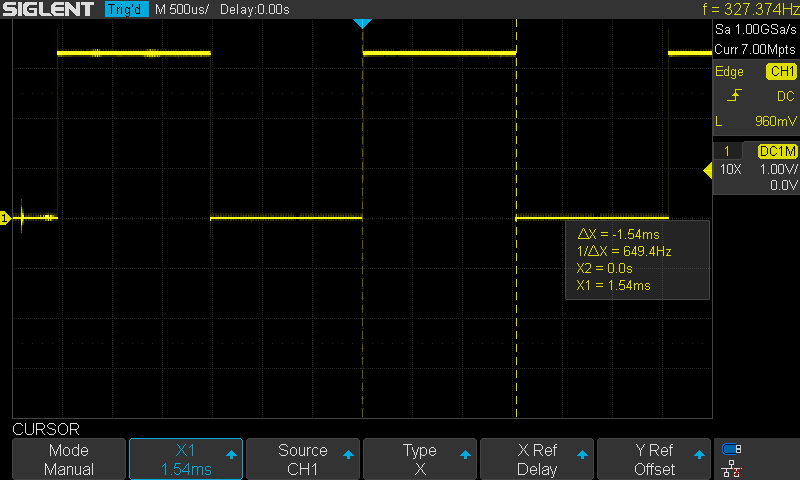 SIGLENT Trig'd M 500us/ Delay:0.00s f = 327.374Hz
Sa 1.00GSa/s
Curr 7.00Mpts
Edge CH1
DC
L 960mV
1 DC1M
10X 1.00V/
0.0V
1
ΔX = -1.54ms
1/ΔX = 649.4Hz
X2 = 0.0s
X1 = 1.54ms
CURSOR
Mode X1 Source Type X Ref Y Ref
Manual 1.54ms CH1 X Delay Offset